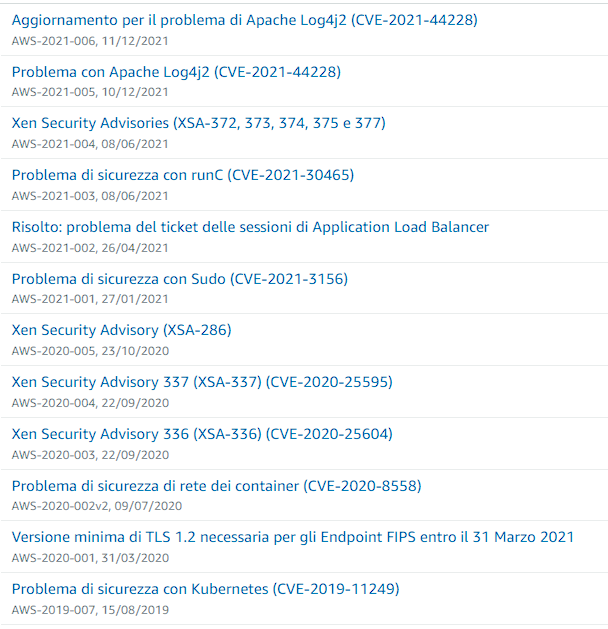 Aggiornamento per il problema di Apache Log4j2 (CVE-2021-44228)
AWS-2021-006, 11/12/2021
Problema con Apache Log4j2 (CVE-2021-44228)
AWS-2021-005, 10/12/2021
Xen Security Advisories (XSA-372, 373, 374, 375 e 377)
AWS-2021-004, 08/06/2021
Problema di sicurezza con runC (CVE-2021-30465)
AWS-2021-003, 08/06/2021
Risolto: problema del ticket delle sessioni di Application Load Balancer
AWS-2021-002, 26/04/2021
Problema di sicurezza con Sudo (CVE-2021-3156)
AWS-2021-001, 27/01/2021
Xen Security Advisory (XSA-286)
AWS-2020-005, 23/10/2020
Xen Security Advisory 337 (XSA-337) (CVE-2020-25595)
AWS-2020-004, 22/09/2020
Xen Security Advisory 336 (XSA-336) (CVE-2020-25604)
AWS-2020-003, 22/09/2020
Problema di sicurezza di rete dei container (CVE-2020-8558)
AWS-2020-002v2, 09/07/2020
Versione minima di TLS 1.2 necessaria per gli Endpoint FIPS entro il 31 Marzo 2021
AWS-2020-001, 31/03/2020
Problema di sicurezza con Kubernetes (CVE-2019-11249)
AWS-2019-007, 15/08/2019